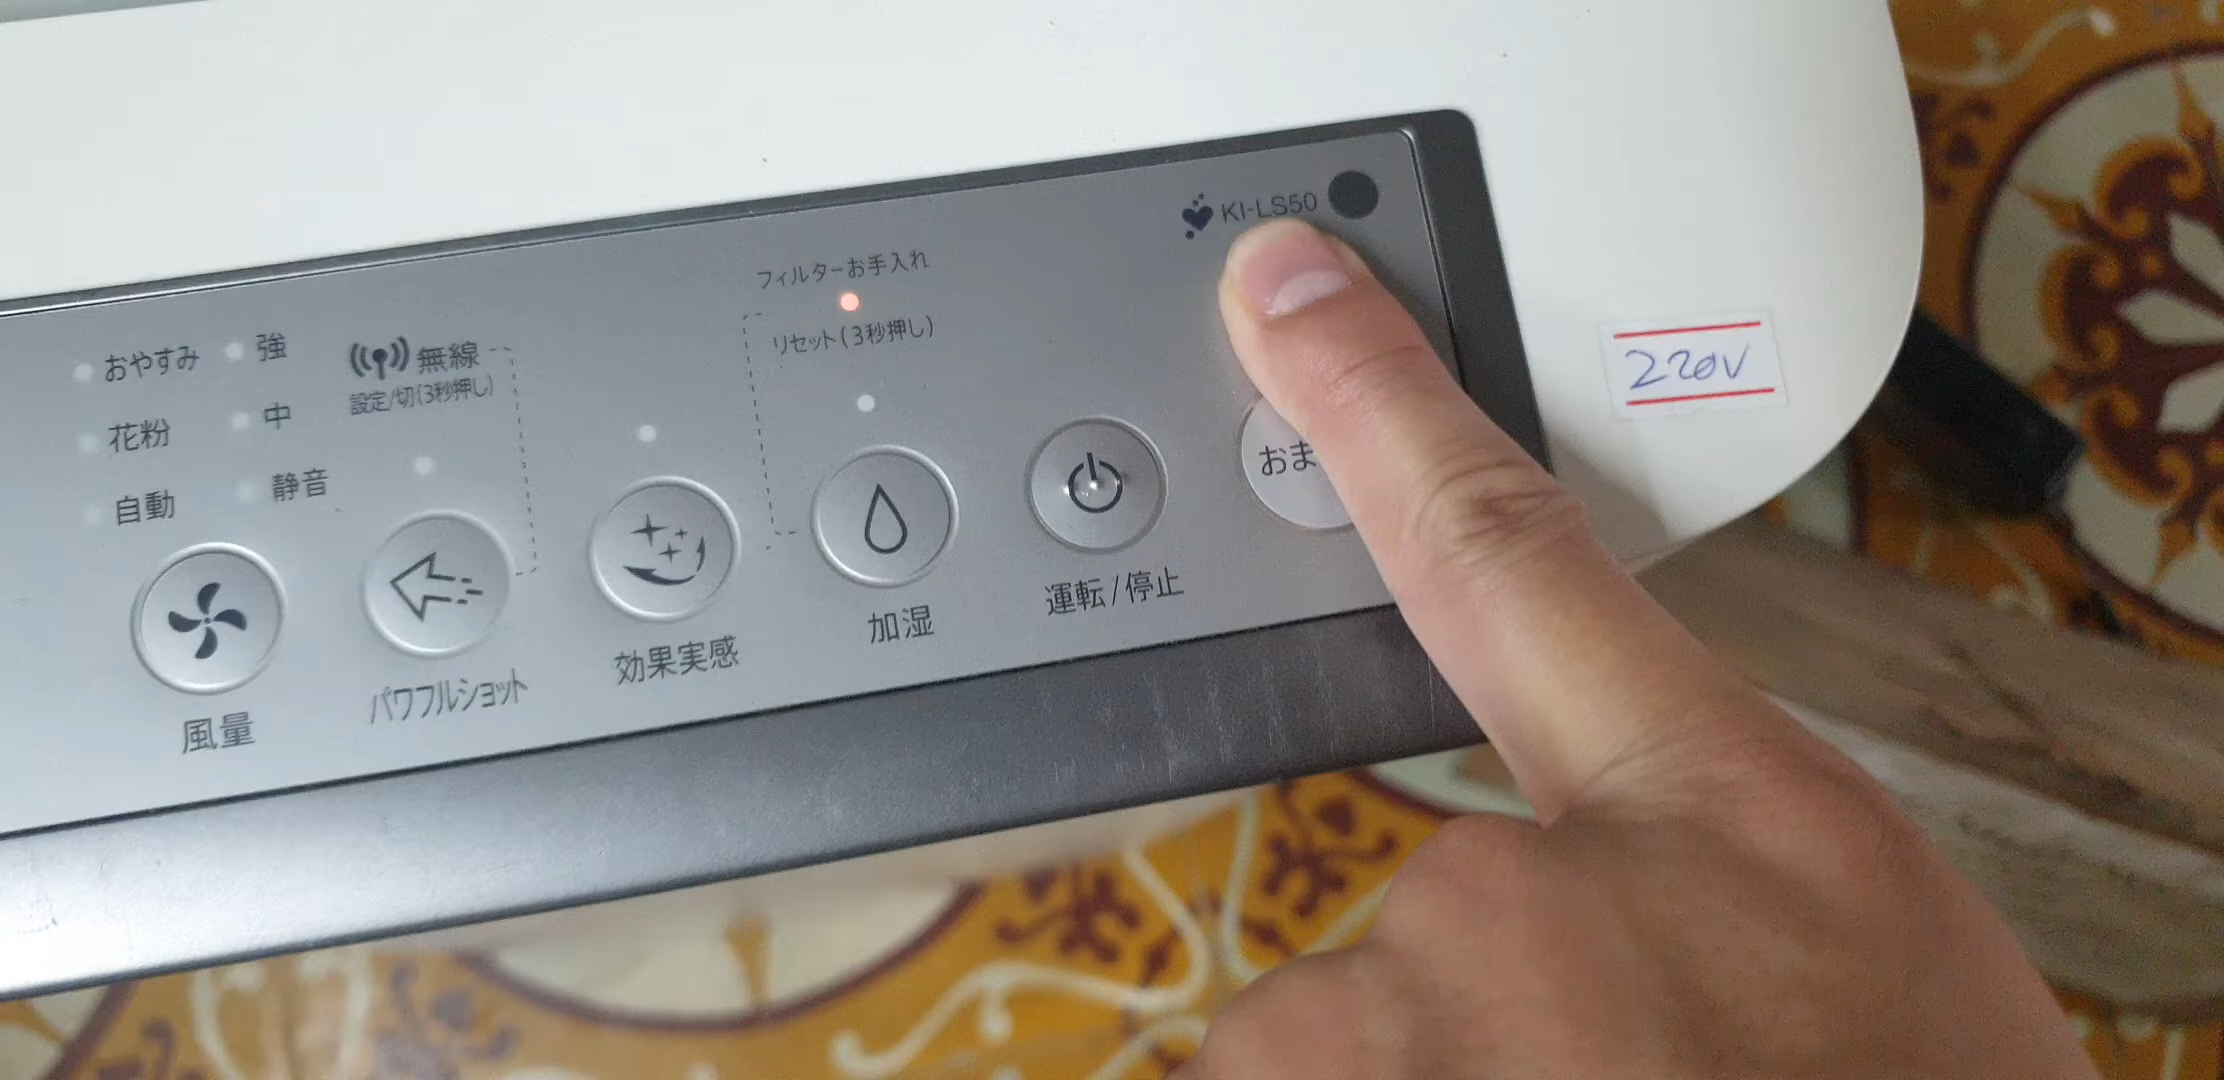 KI-LS50
フィルターお手入れ
リセット(3秒押し)
おやすみ
強
無線
設定/切(3秒押し)
花粉
中
自動
静音
おま
風量
パワフルショット
効果実感
加湿
運転/停止
220V